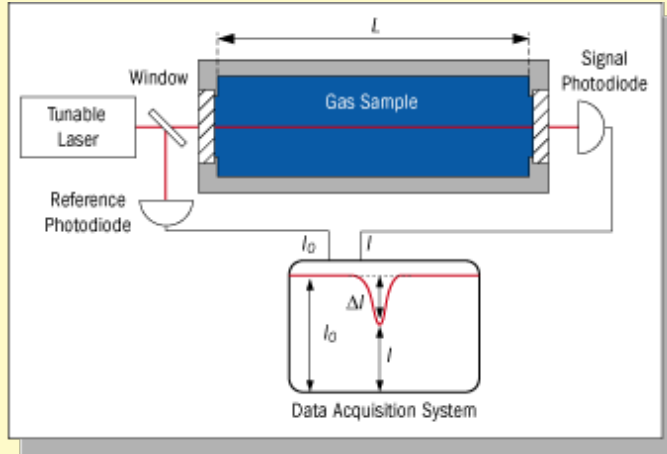 L
Window
Signal
Photodiode
Gas Sample
Tunable
Laser
Reference
Photodiode
I0
I
ΔI
I0
I
Data Acquisition System